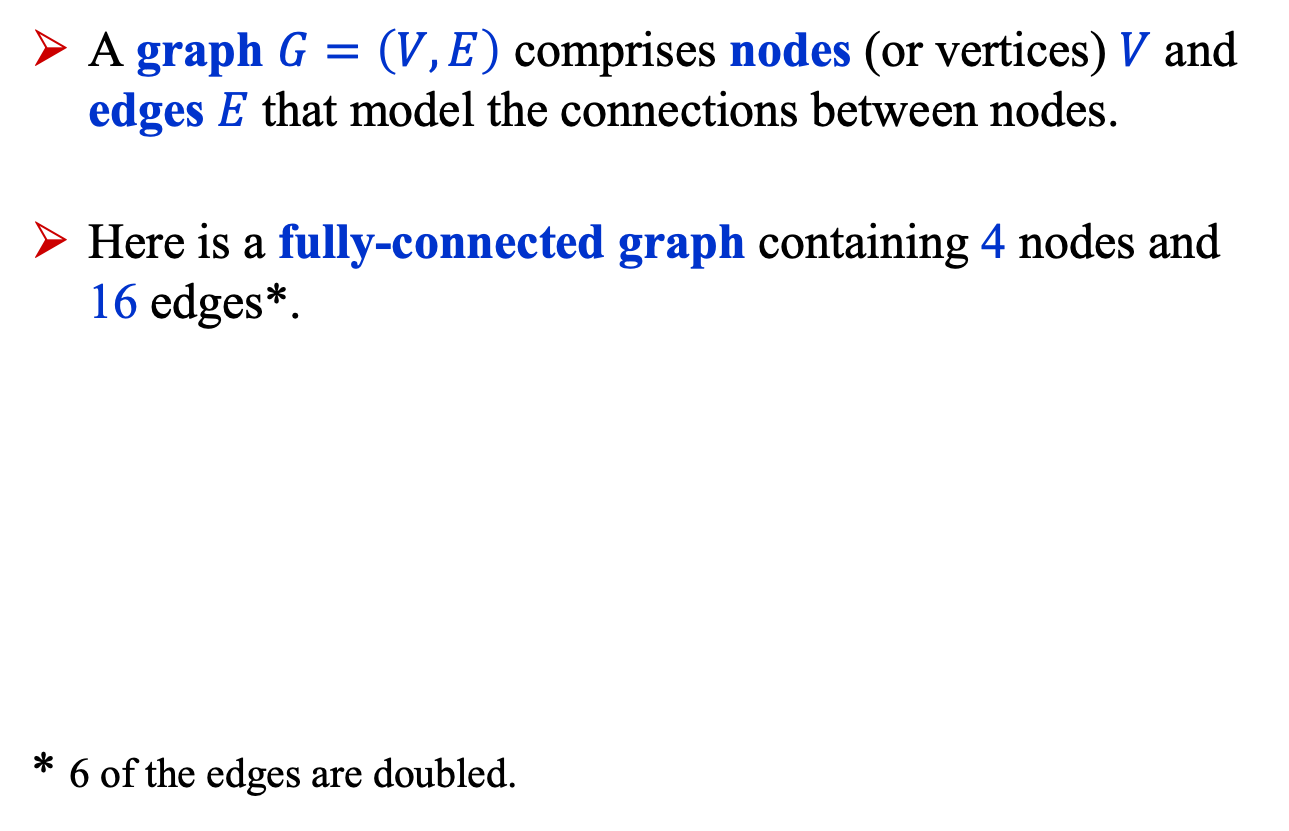 ➢ A graph G = (V, E) comprises nodes (or vertices) V and
edges E that model the connections between nodes.
➢ Here is a fully-connected graph containing 4 nodes and
16 edges*.
* 6 of the edges are doubled.